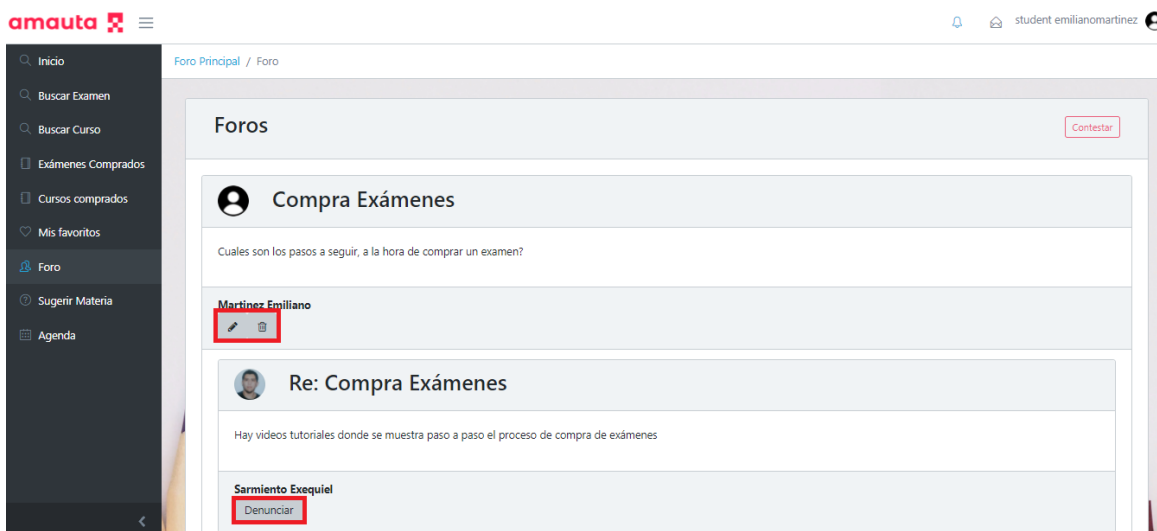 amauta
student emilianomartinez
Inicio
Buscar Examen
Buscar Curso
Exámenes Comprados
Cursos comprados
Mis favoritos
Foro
Sugerir Materia
Agenda
Foro Principal / Foro
Foros
Contestar
Compra Exámenes
Cuales son los pasos a seguir, a la hora de comprar un examen?
Martinez Emiliano
Re: Compra Exámenes
Hay videos tutoriales donde se muestra paso a paso el proceso de compra de exámenes
Sarmiento Exequiel
Denunciar